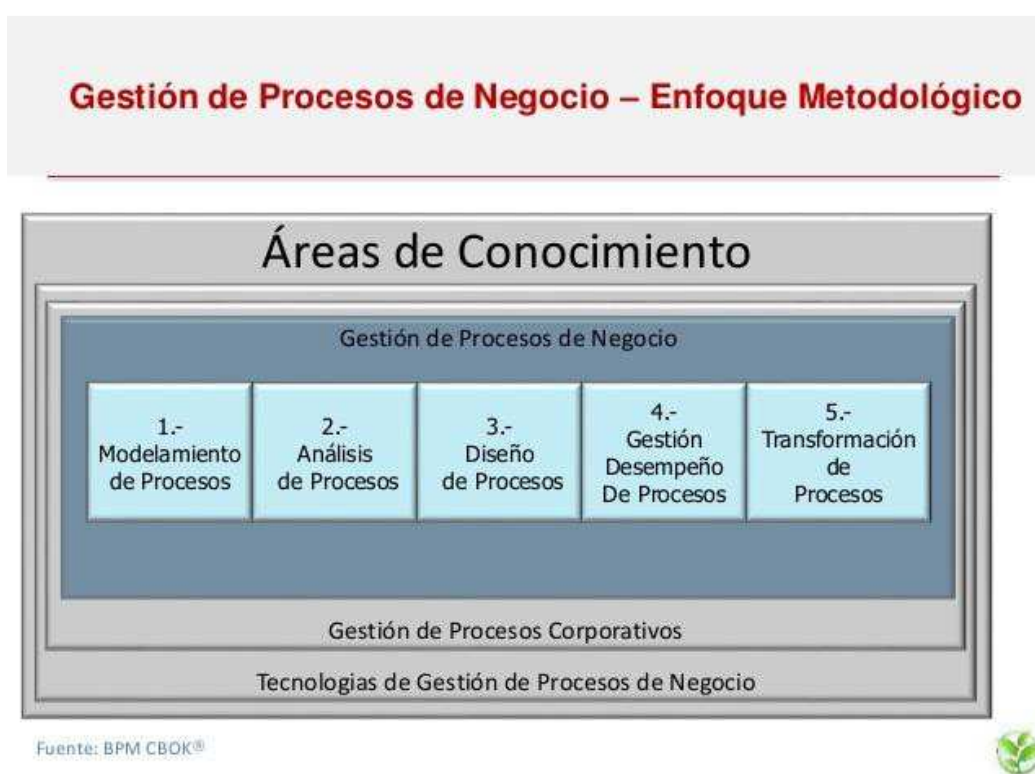 Gestión de Procesos de Negocio – Enfoque Metodológico
Áreas de Conocimiento
Gestión de Procesos de Negocio
1.-
Modelamiento
de Procesos
2.-
Análisis
de Procesos
3.-
Diseño
de Procesos
4.-
Gestión
Desempeño
De Procesos
5.-
Transformación
de
Procesos
Gestión de Procesos Corporativos
Tecnologias de Gestión de Procesos de Negocio
Fuente: BPM CBOK®